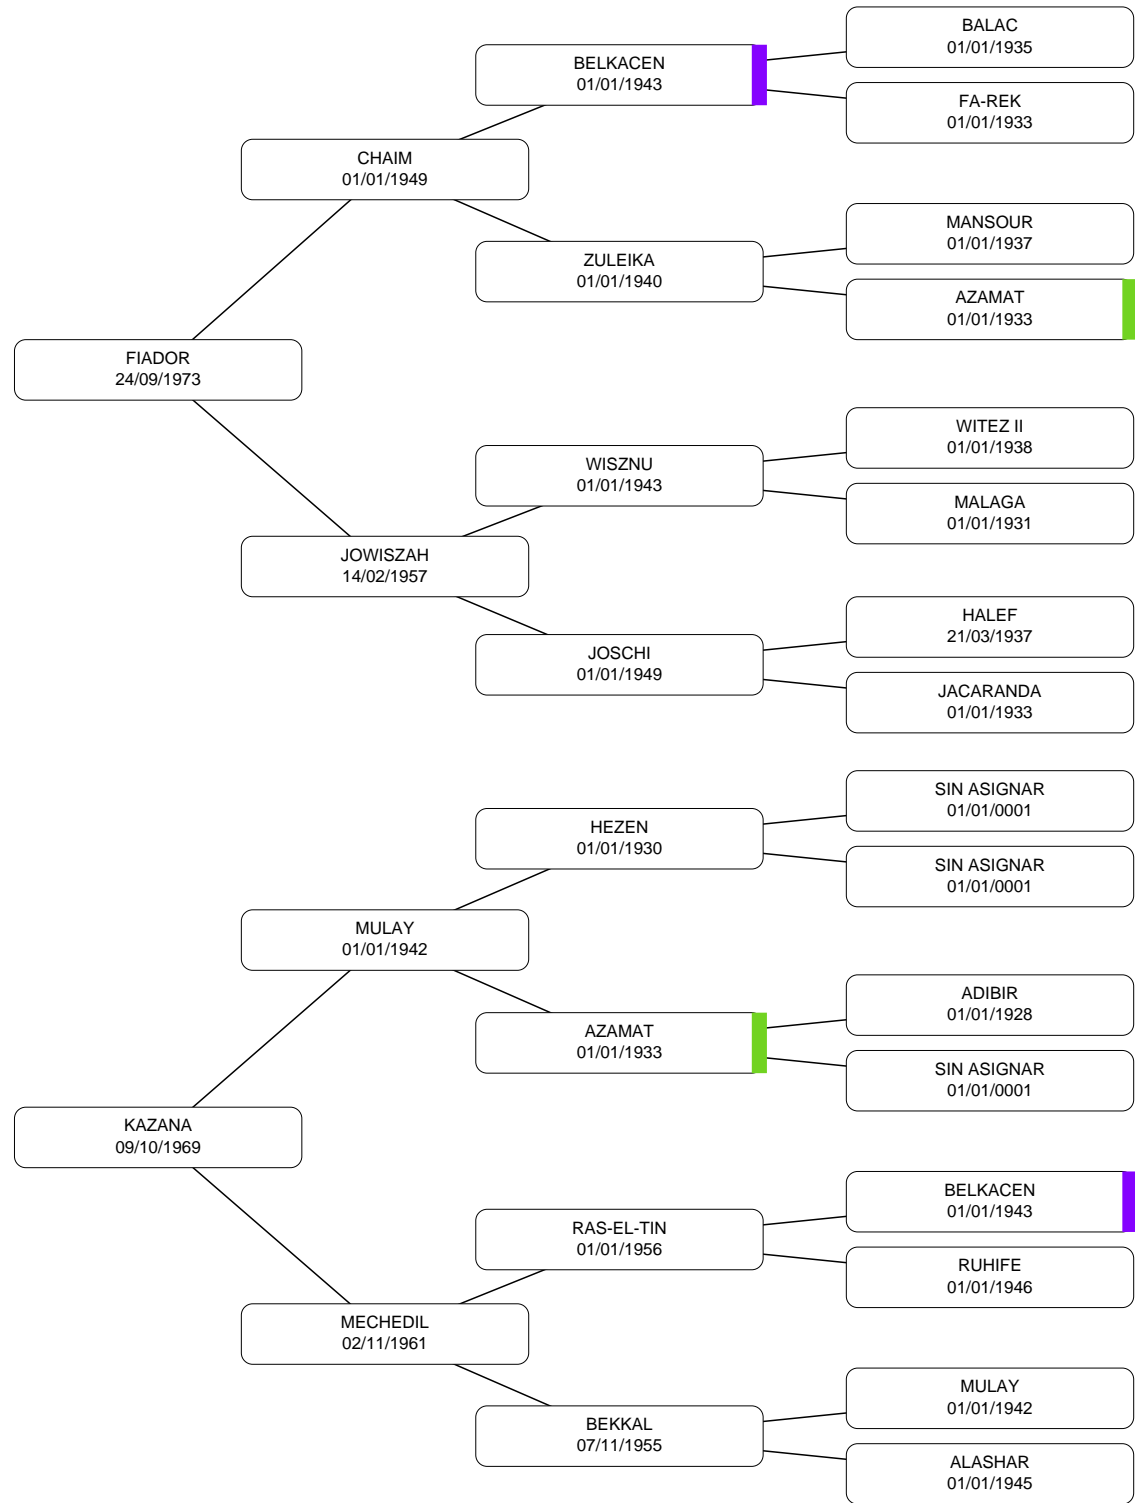 BALAC
01/01/1935
BELKACEN
01/01/1943
FA-REK
01/01/1933
CHAIM
01/01/1949
MANSOUR
01/01/1937
ZULEIKA
01/01/1940
AZAMAT
01/01/1933
FIADOR
24/09/1973
WITEZ II
01/01/1938
WISZNU
01/01/1943
MALAGA
01/01/1931
JOWISZAH
14/02/1957
HALEF
21/03/1937
JOSCHI
01/01/1949
JACARANDA
01/01/1933
SIN ASIGNAR
01/01/0001
HEZEN
01/01/1930
SIN ASIGNAR
01/01/0001
MULAY
01/01/1942
ADIBIR
01/01/1928
AZAMAT
01/01/1933
SIN ASIGNAR
01/01/0001
KAZANA
09/10/1969
BELKACEN
01/01/1943
RAS-EL-TIN
01/01/1956
RUHIFE
01/01/1946
MECHEDIL
02/11/1961
MULAY
01/01/1942
BEKKAL
07/11/1955
ALASHAR
01/01/1945